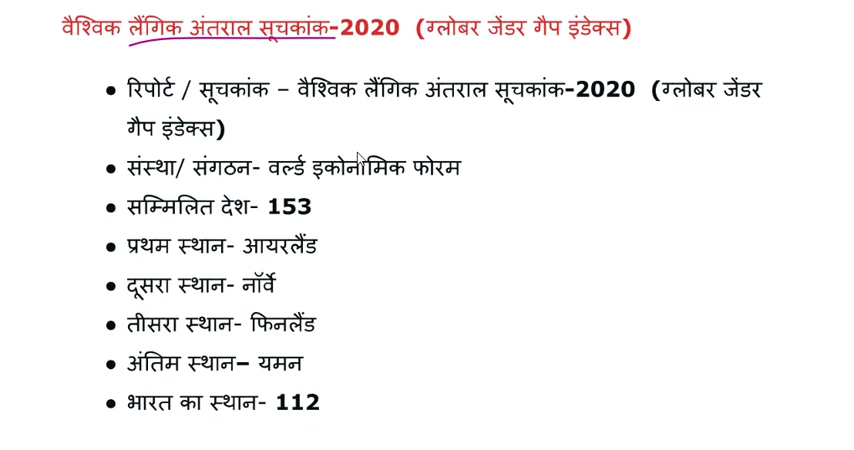 वैश्विक लैंगिक अंतराल सूचकांक-2020 (ग्लोबर जेंडर गैप इंडेक्स)
● रिपोर्ट / सूचकांक – वैश्विक लैंगिक अंतराल सूचकांक-2020 (ग्लोबर जेंडर
गैप इंडेक्स)
● संस्था/ संगठन- वर्ल्ड इकोनॉमिक फोरम
● सम्मिलित देश- 153
● प्रथम स्थान- आयरलैंड
● दूसरा स्थान- नॉर्वे
● तीसरा स्थान- फिनलैंड
● अंतिम स्थान– यमन
● भारत का स्थान- 112